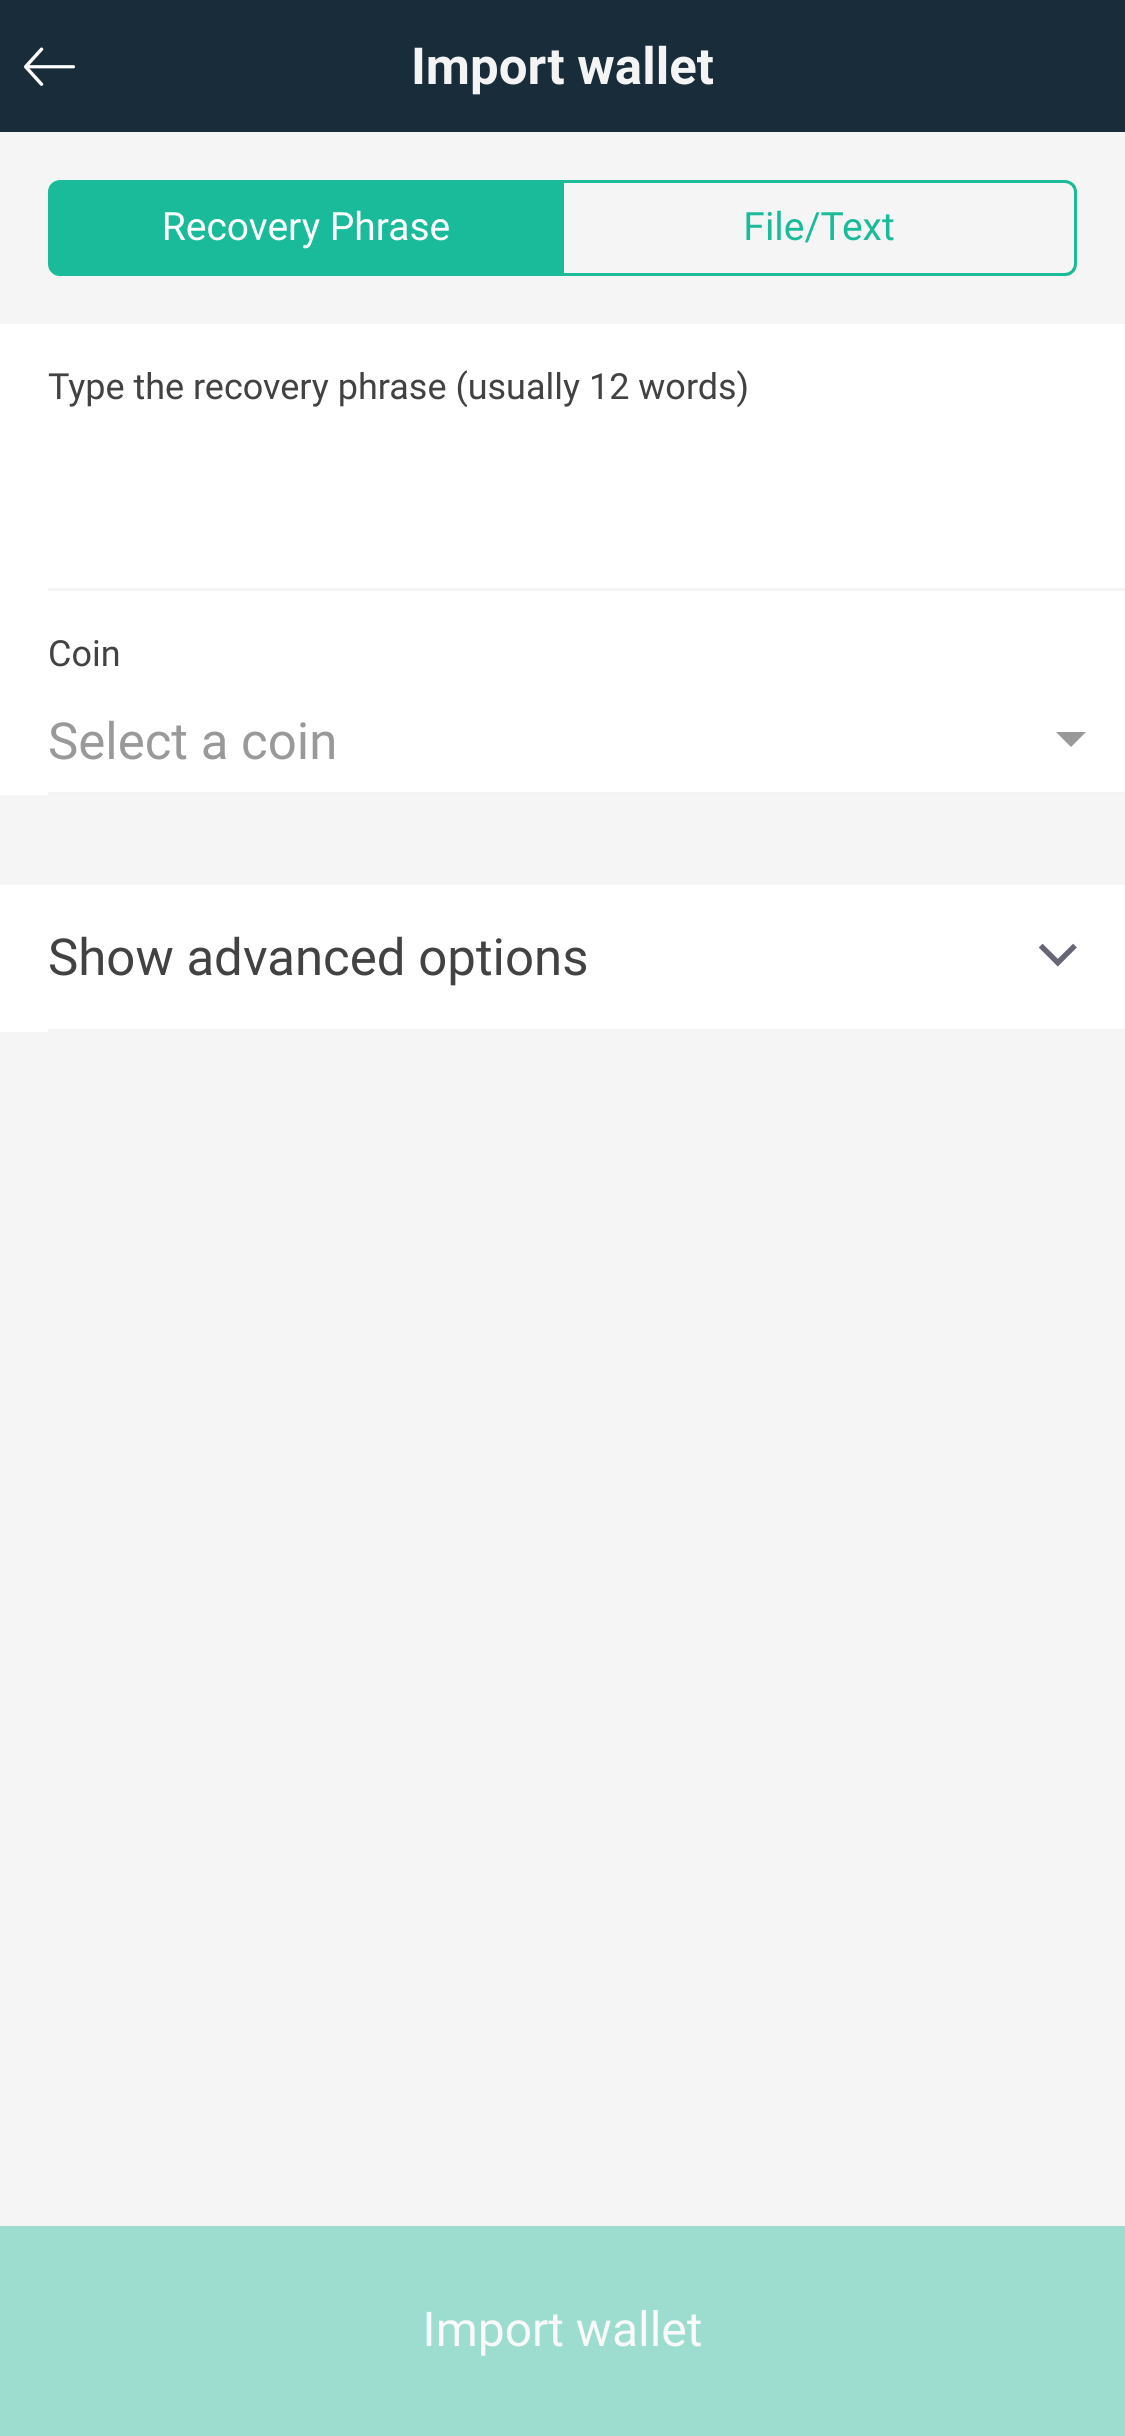 Import wallet
Recovery Phrase
File/Text
Type the recovery phrase (usually 12 words)
Coin
Select a coin
Show advanced options
Import wallet